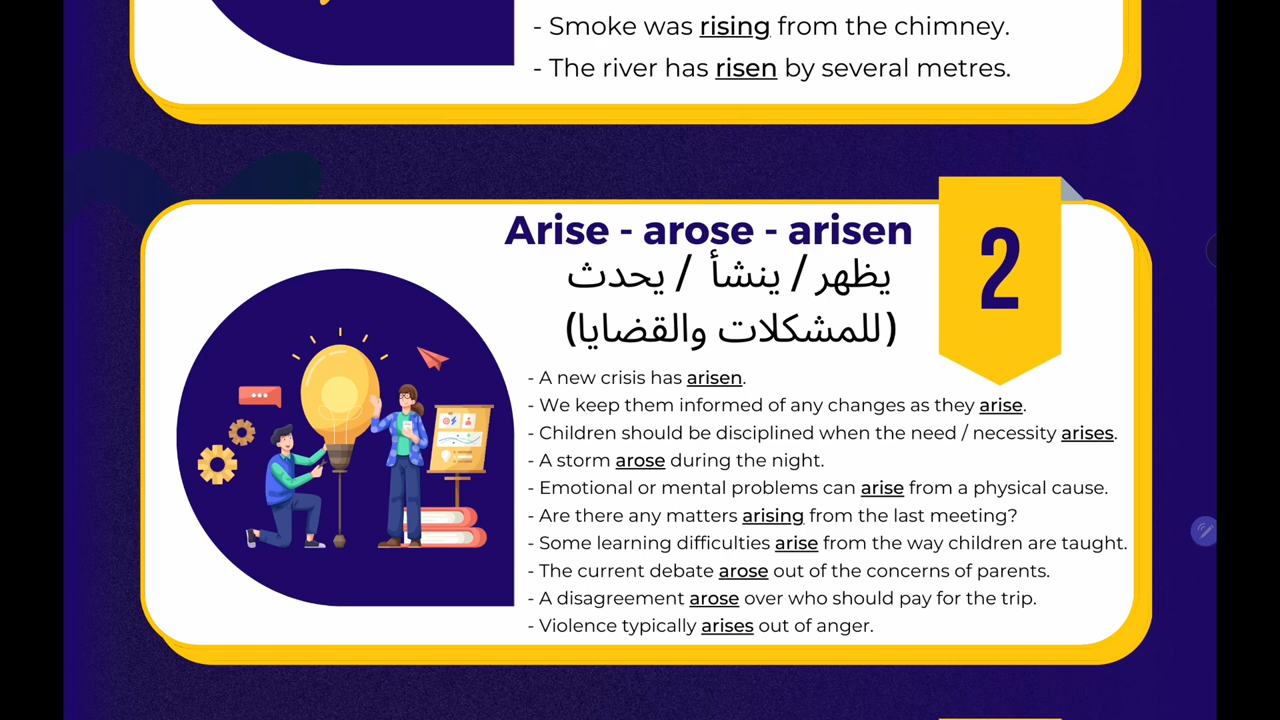 - Smoke was rising from the chimney.
- The river has risen by several metres.
2
Arise - arose - arisen
يظهر / ينشأ / يحدث
(للمشكلات والقضايا)
- A new crisis has arisen.
- We keep them informed of any changes as they arise.
- Children should be disciplined when the need / necessity arises.
- A storm arose during the night.
- Emotional or mental problems can arise from a physical cause.
- Are there any matters arising from the last meeting?
- Some learning difficulties arise from the way children are taught.
- The current debate arose out of the concerns of parents.
- A disagreement arose over who should pay for the trip.
- Violence typically arises out of anger.